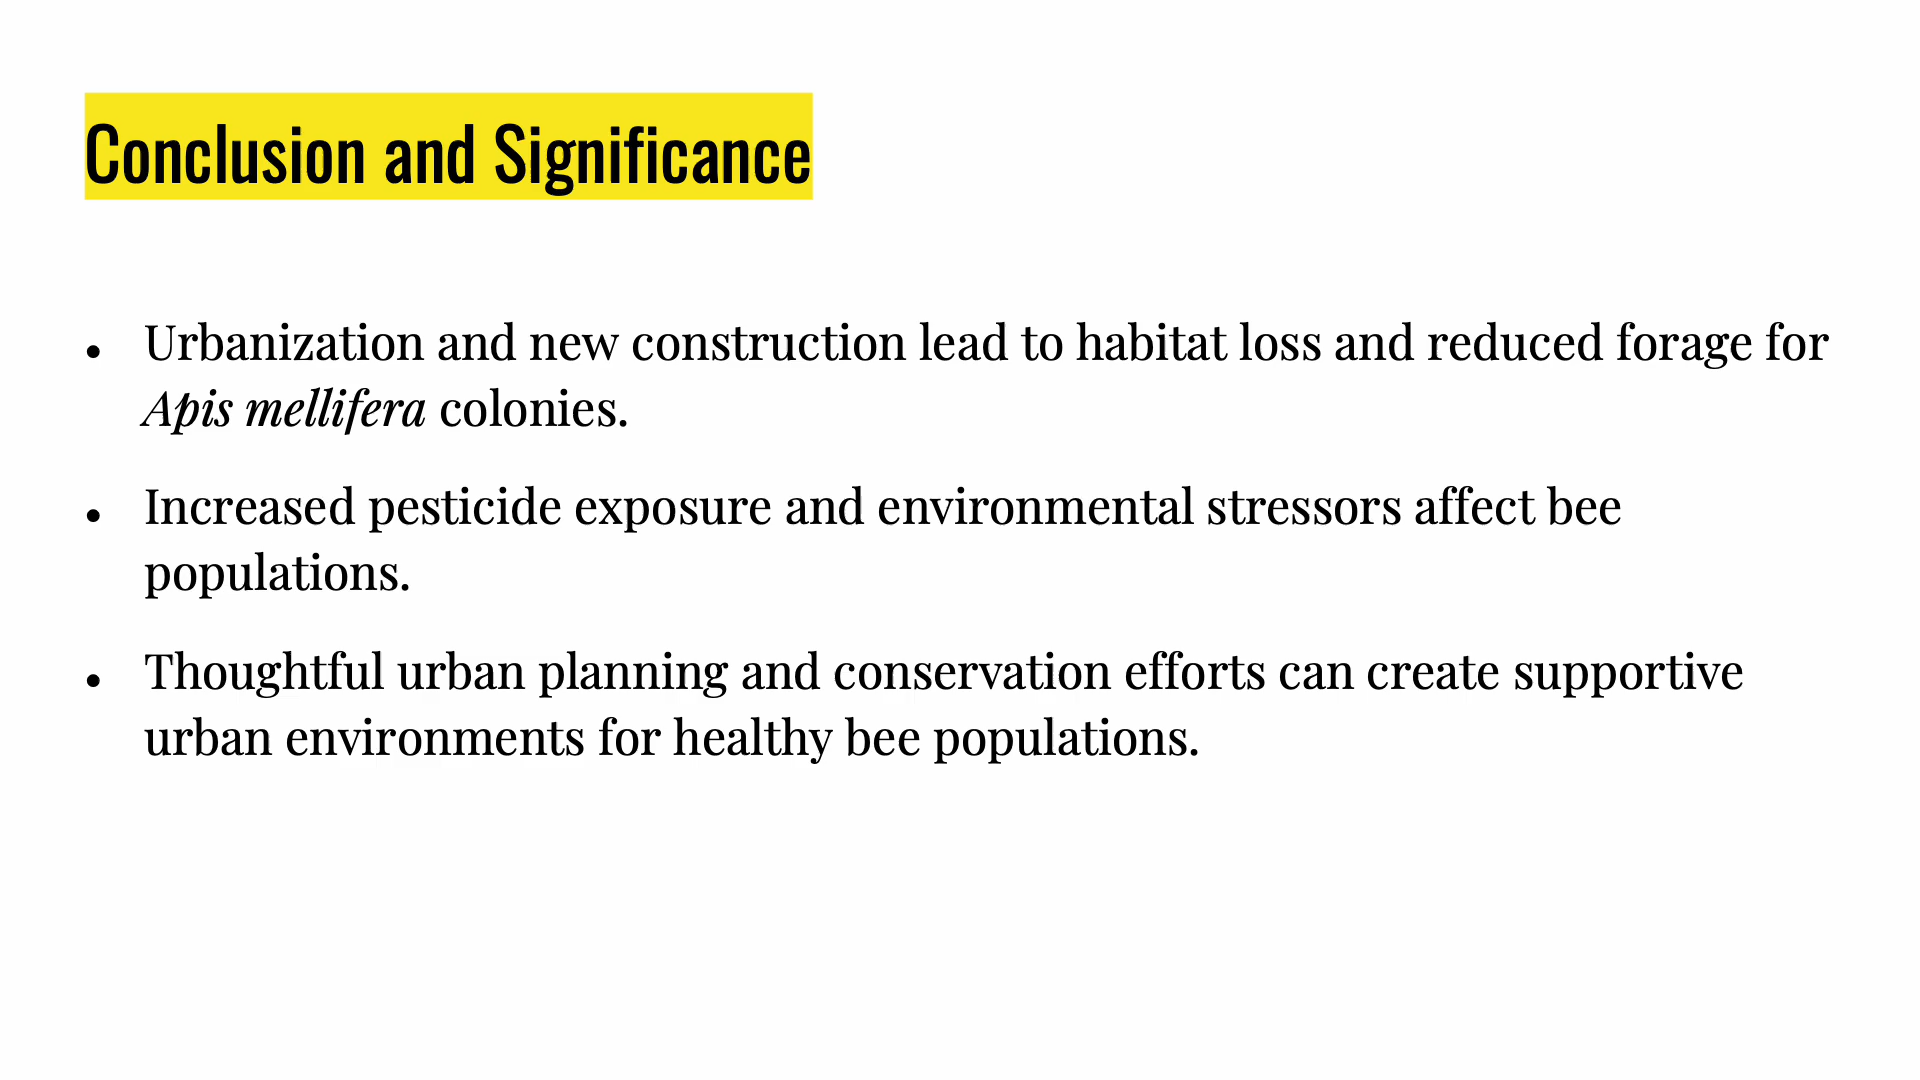 Conclusion and Significance
• Urbanization and new construction lead to habitat loss and reduced forage for
Apis mellifera colonies.
• Increased pesticide exposure and environmental stressors affect bee
populations.
• Thoughtful urban planning and conservation efforts can create supportive
urban environments for healthy bee populations.